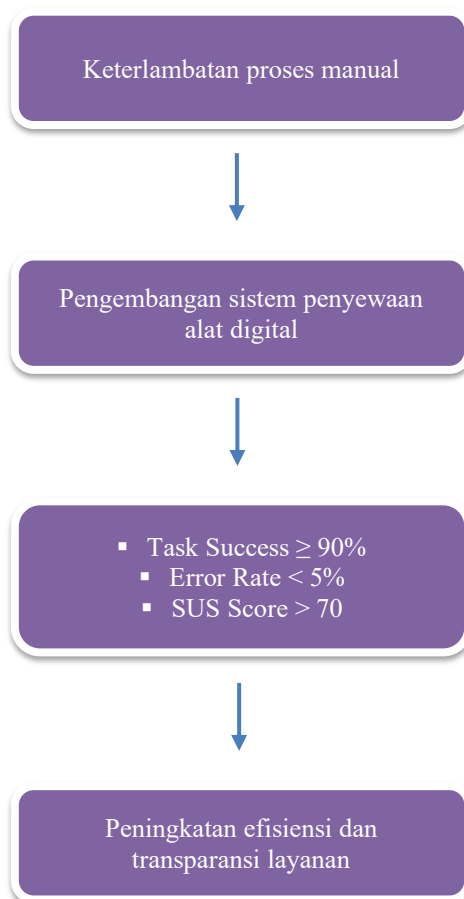 Keterlambatan proses manual
Pengembangan sistem penyewaan
alat digital
▪ Task Success ≥ 90%
▪ Error Rate < 5%
▪ SUS Score > 70
Peningkatan efisiensi dan
transparansi layanan